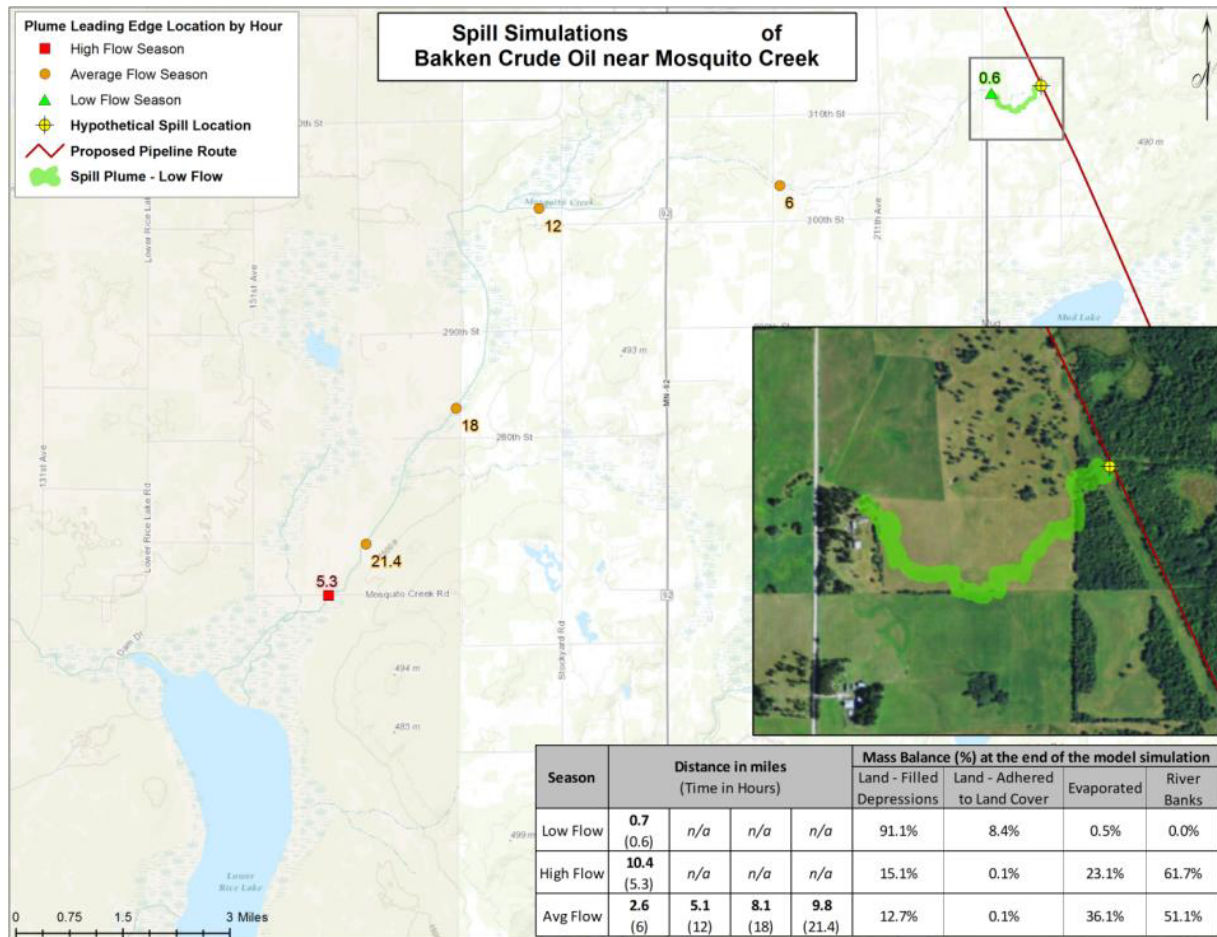 Plume Leading Edge Location by Hour
High Flow Season
Average Flow Season
Low Flow Season
Hypothetical Spill Location
Proposed Pipeline Route
Spill Plume - Low Flow
Spill Simulations of
Bakken Crude Oil near Mosquito Creek
N
0.6
310th St
490 m
Lower Rice Lake
6
Mosquito Creek
12
92
300th St
211th Ave
151st Ave
Mud Lake
290th St
Mud
493 m
MN 92
18
280th St
131st Ave
Lower Rice Lake Rd
21.4
5.3
Mosquito Creek Rd
92
Dam Dr
Stockyard Rd
494 m
485 m
499 m
Lower
Rice Lake
0 0.75 1.5 3 Miles
Season Distance in miles Mass Balance (%) at the end of the model simulation
(Time in Hours) Land - Filled Land - Adhered Evaporated River
Depressions to Land Cover Banks
Low Flow 0.7 n/a n/a n/a 91.1% 8.4% 0.5% 0.0%
(0.6)
High Flow 10.4 n/a n/a n/a 15.1% 0.1% 23.1% 61.7%
(5.3)
Avg Flow 2.6 5.1 8.1 9.8 12.7% 0.1% 36.1% 51.1%
(6) (12) (18) (21.4)